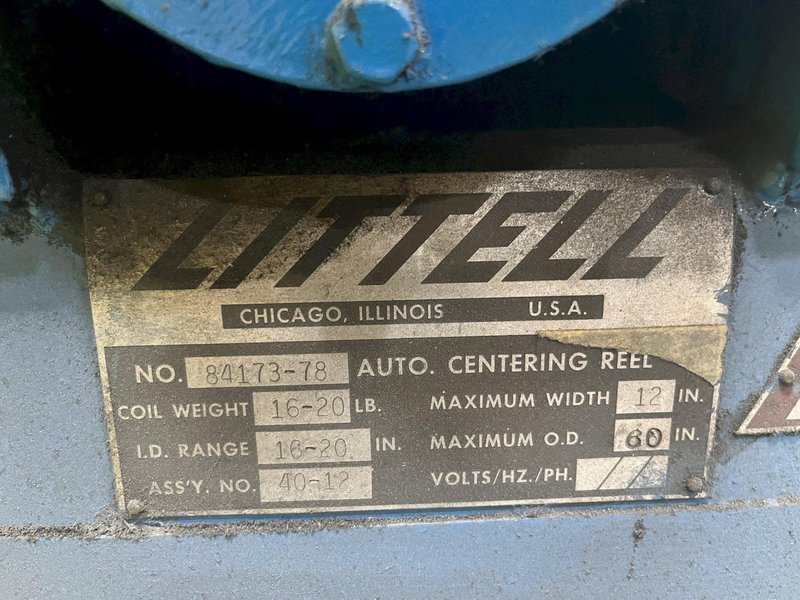 LITTELL
CHICAGO, ILLINOIS U.S.A.
NO. 84173-78 AUTO. CENTERING REEL
COIL WEIGHT 16-20 LB. MAXIMUM WIDTH 12 IN.
I.D. RANGE 16-20 IN. MAXIMUM O.D. 60 IN.
ASS'Y. NO. 40-12 VOLTS/HZ./PH. / /